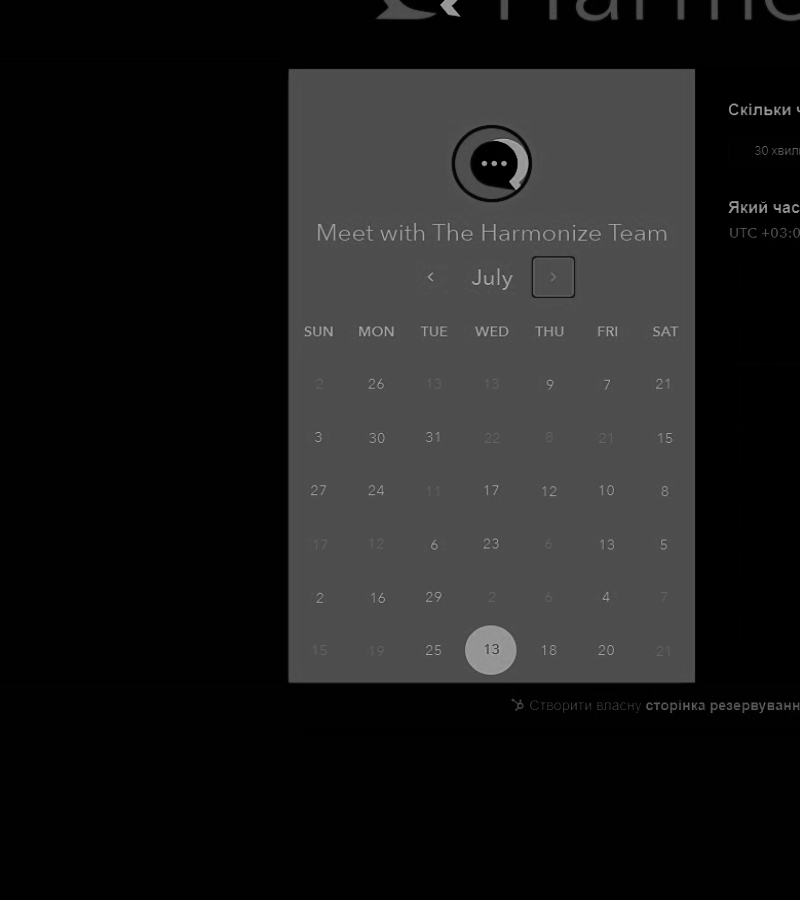 Harmo
Meet with The Harmonize Team
July
SUN MON TUE WED THU FRI SAT
2 26 13 13 9 7 21
3 30 31 22 8 21 15
27 24 11 17 12 10 8
17 12 6 23 6 13 5
2 16 29 2 6 4 7
15 19 25 13 18 20 21
Скільки ч
30 хвил
Який час
UTC +03:0
Створити власну сторінка резервуванн